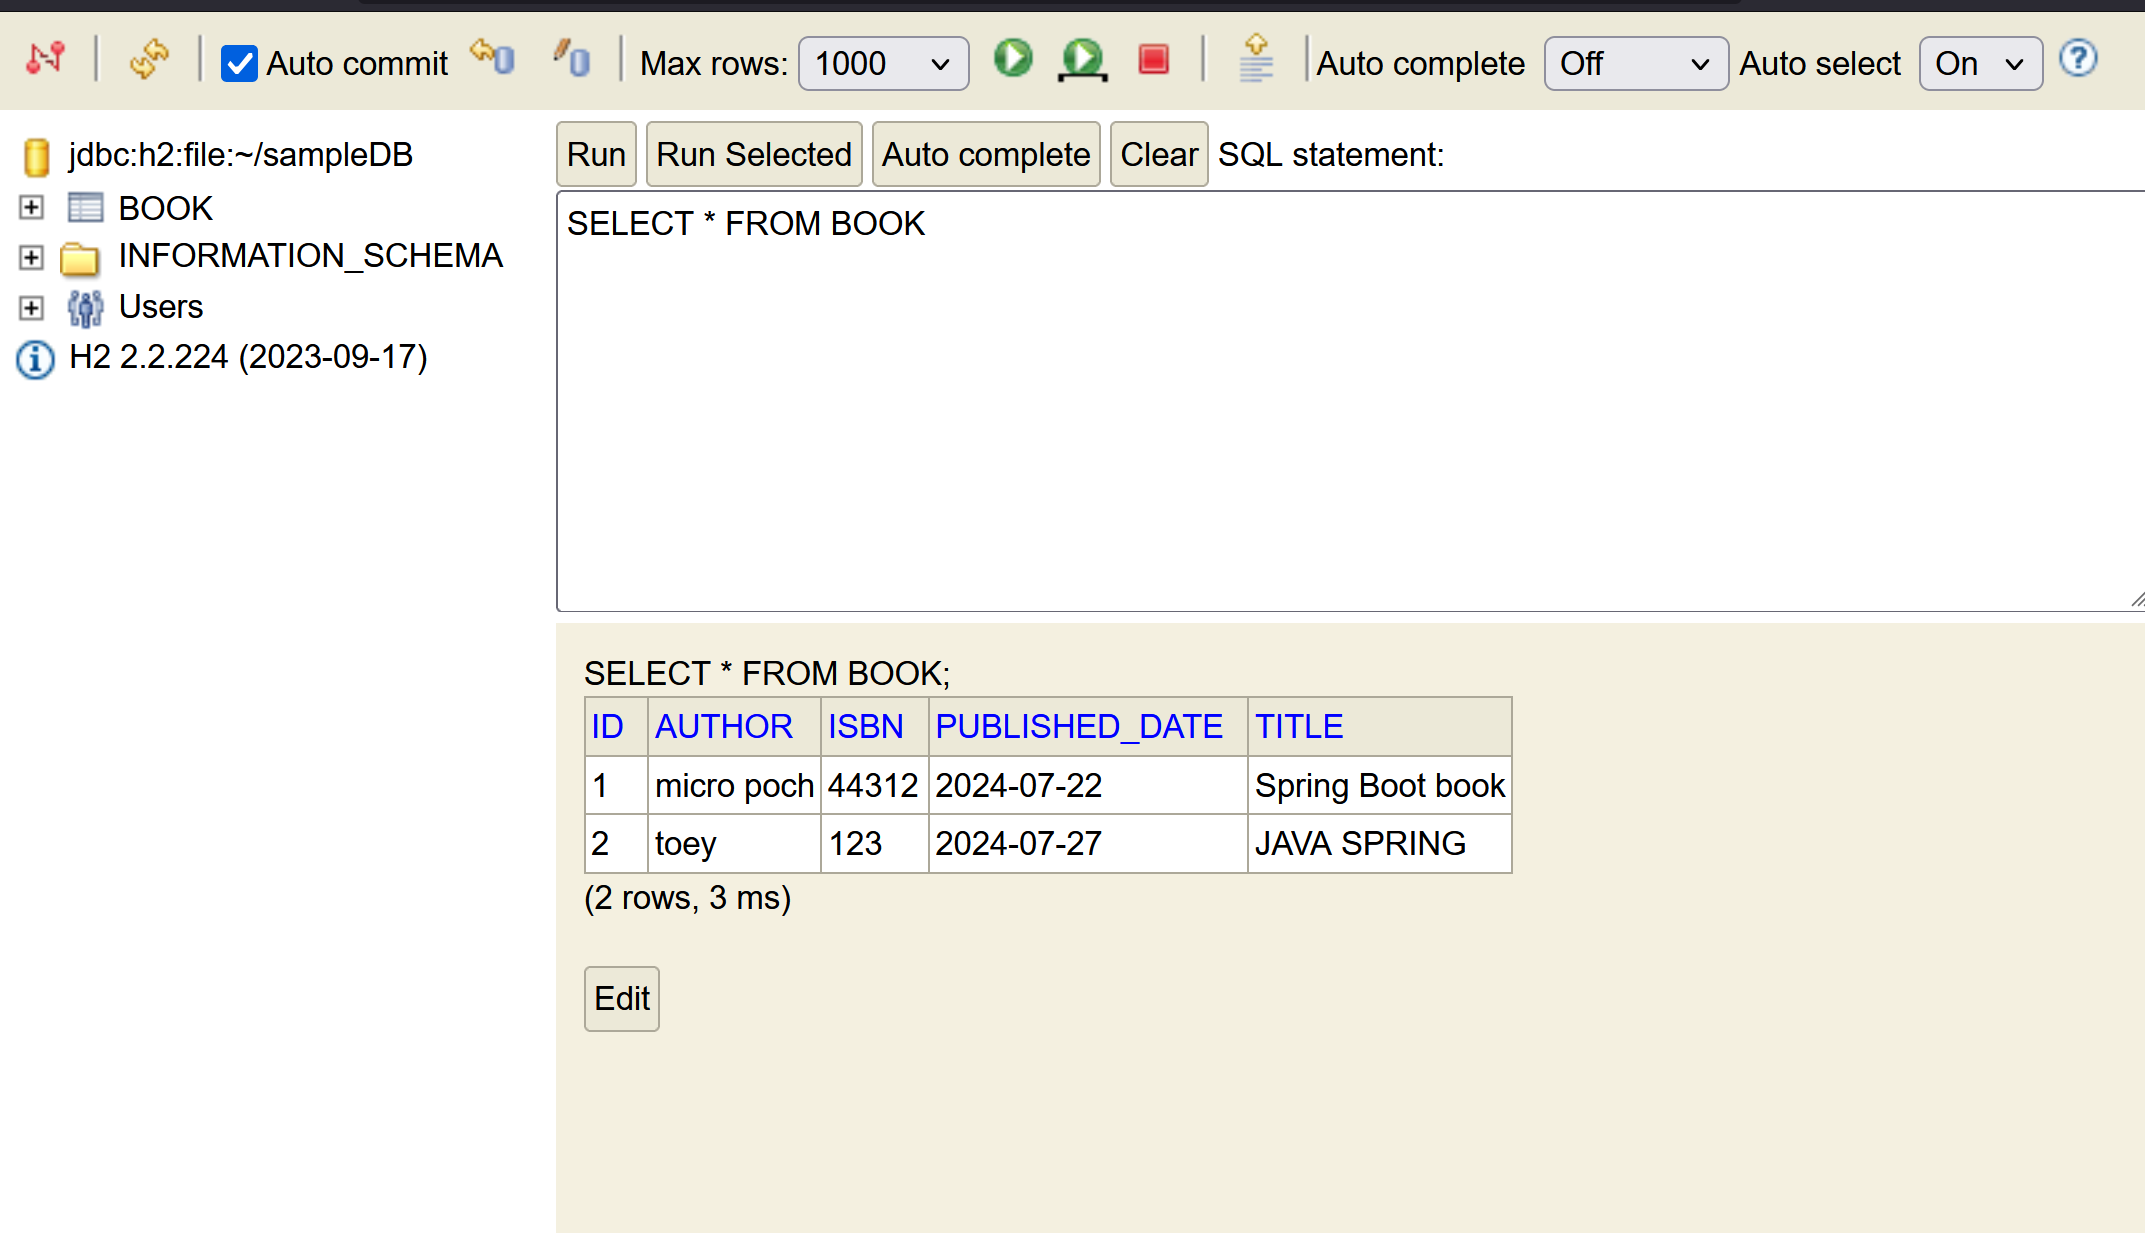 Auto commit Max rows: 1000 Auto complete Off Auto select On ?
jdbc:h2:file:~/sampleDB
BOOK
INFORMATION_SCHEMA
Users
H2 2.2.224 (2023-09-17)
Run Run Selected Auto complete Clear SQL statement:
SELECT * FROM BOOK
SELECT * FROM BOOK;
ID AUTHOR ISBN PUBLISHED_DATE TITLE
1 micro poch 44312 2024-07-22 Spring Boot book
2 toey 123 2024-07-27 JAVA SPRING
(2 rows, 3 ms)
Edit